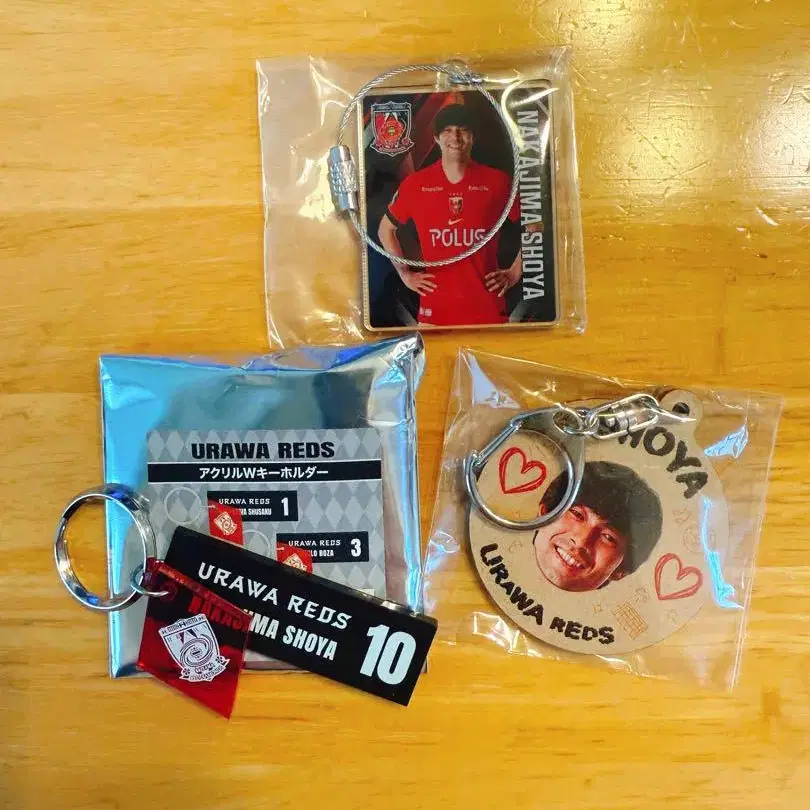 NAKAJIMA SHOYA
POLUS
URAWA REDS
アクリルWキーホルダー
URAWA REDS
1
URAWA REDS
3
URAWA REDS
SHOYA
10
SHOYA
URAWA REDS